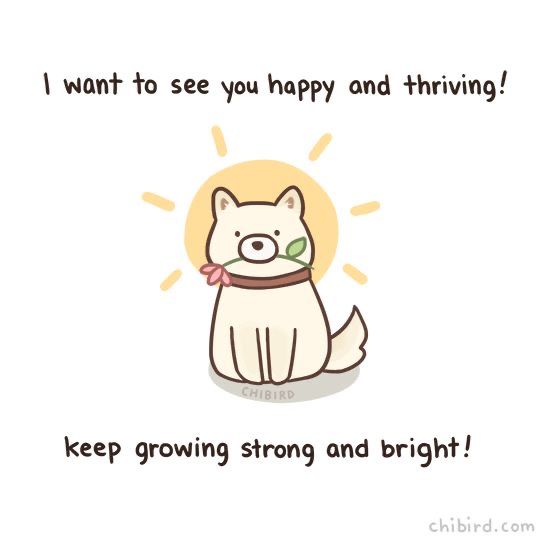 I want to see you happy and thriving!
CHIBIRD
keep growing strong and bright!
chibird.com